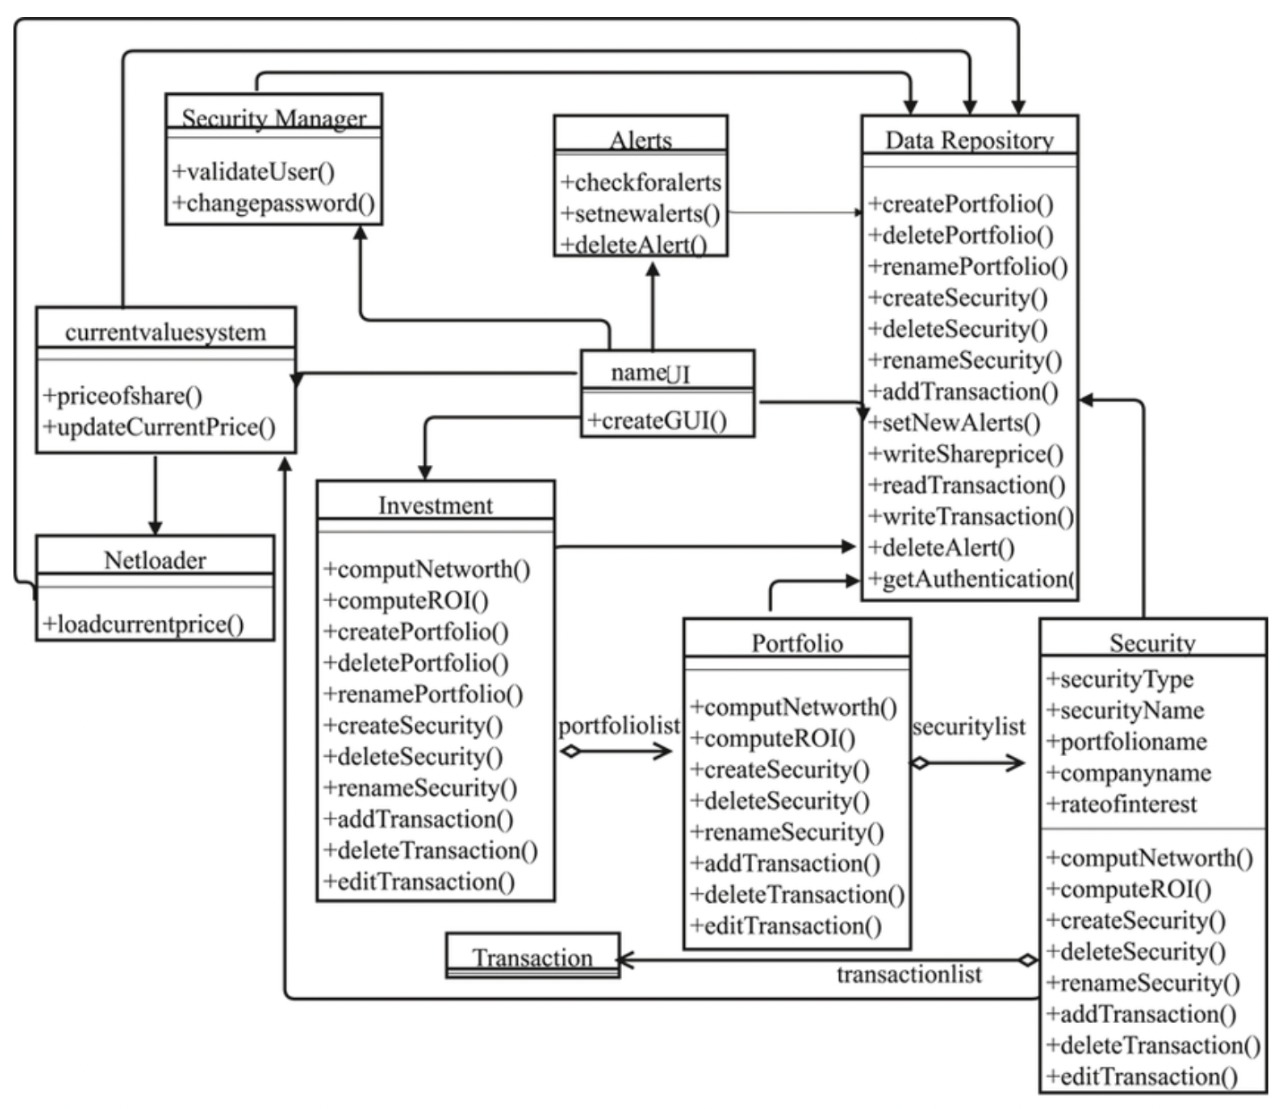 Security Manager
+validateUser()
+changepassword()
Alerts
+checkforalerts
+setnewalerts()
+deleteAlert()
Data Repository
+createPortfolio()
+deletePortfolio()
+renamePortfolio()
+createSecurity()
+deleteSecurity()
+renameSecurity()
+addTransaction()
+setNewAlerts()
+writeShareprice()
+readTransaction()
+writeTransaction()
+deleteAlert()
+getAuthentication(
currentvaluesystem
+priceofshare()
+updateCurrentPrice()
nameUI
+createGUI()
Netloader
+loadcurrentprice()
Investment
+computNetworth()
+computeROI()
+createPortfolio()
+deletePortfolio()
+renamePortfolio()
+createSecurity()
+deleteSecurity()
+renameSecurity()
+addTransaction()
+deleteTransaction()
+editTransaction()
portfoliolist
Portfolio
+computNetworth()
+computeROI()
+createSecurity()
+deleteSecurity()
+renameSecurity()
+addTransaction()
+deleteTransaction()
+editTransaction()
securitylist
Security
+securityType
+securityName
+portfolioname
+companyname
+rateofinterest
+computNetworth()
+computeROI()
+createSecurity()
+deleteSecurity()
+renameSecurity()
+addTransaction()
+deleteTransaction()
+editTransaction()
Transaction
transactionlist